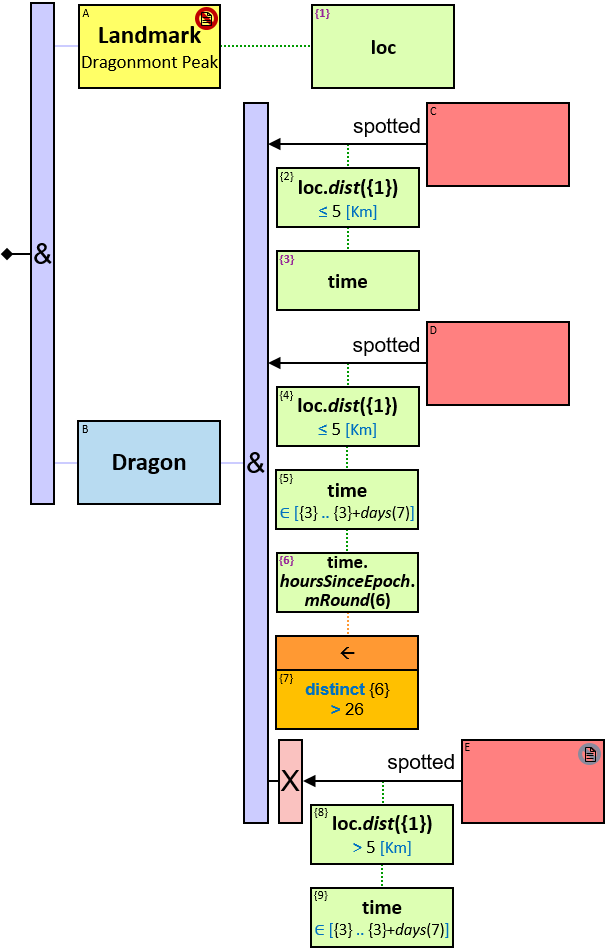 A
Landmark
Dragonmont Peak
{1}
loc
&
C
spotted
{2}
loc.dist({1})
≤ 5 [Km]
{3}
time
D
spotted
{4}
loc.dist({1})
≤ 5 [Km]
B
Dragon
&
{5}
time
∈ [{3} .. {3}+days(7)]
{6}
time.
hoursSinceEpoch.
mRound(6)
←
{7}
distinct {6}
> 26
E
spotted
X
{8}
loc.dist({1})
> 5 [Km]
{9}
time
∈ [{3} .. {3}+days(7)]